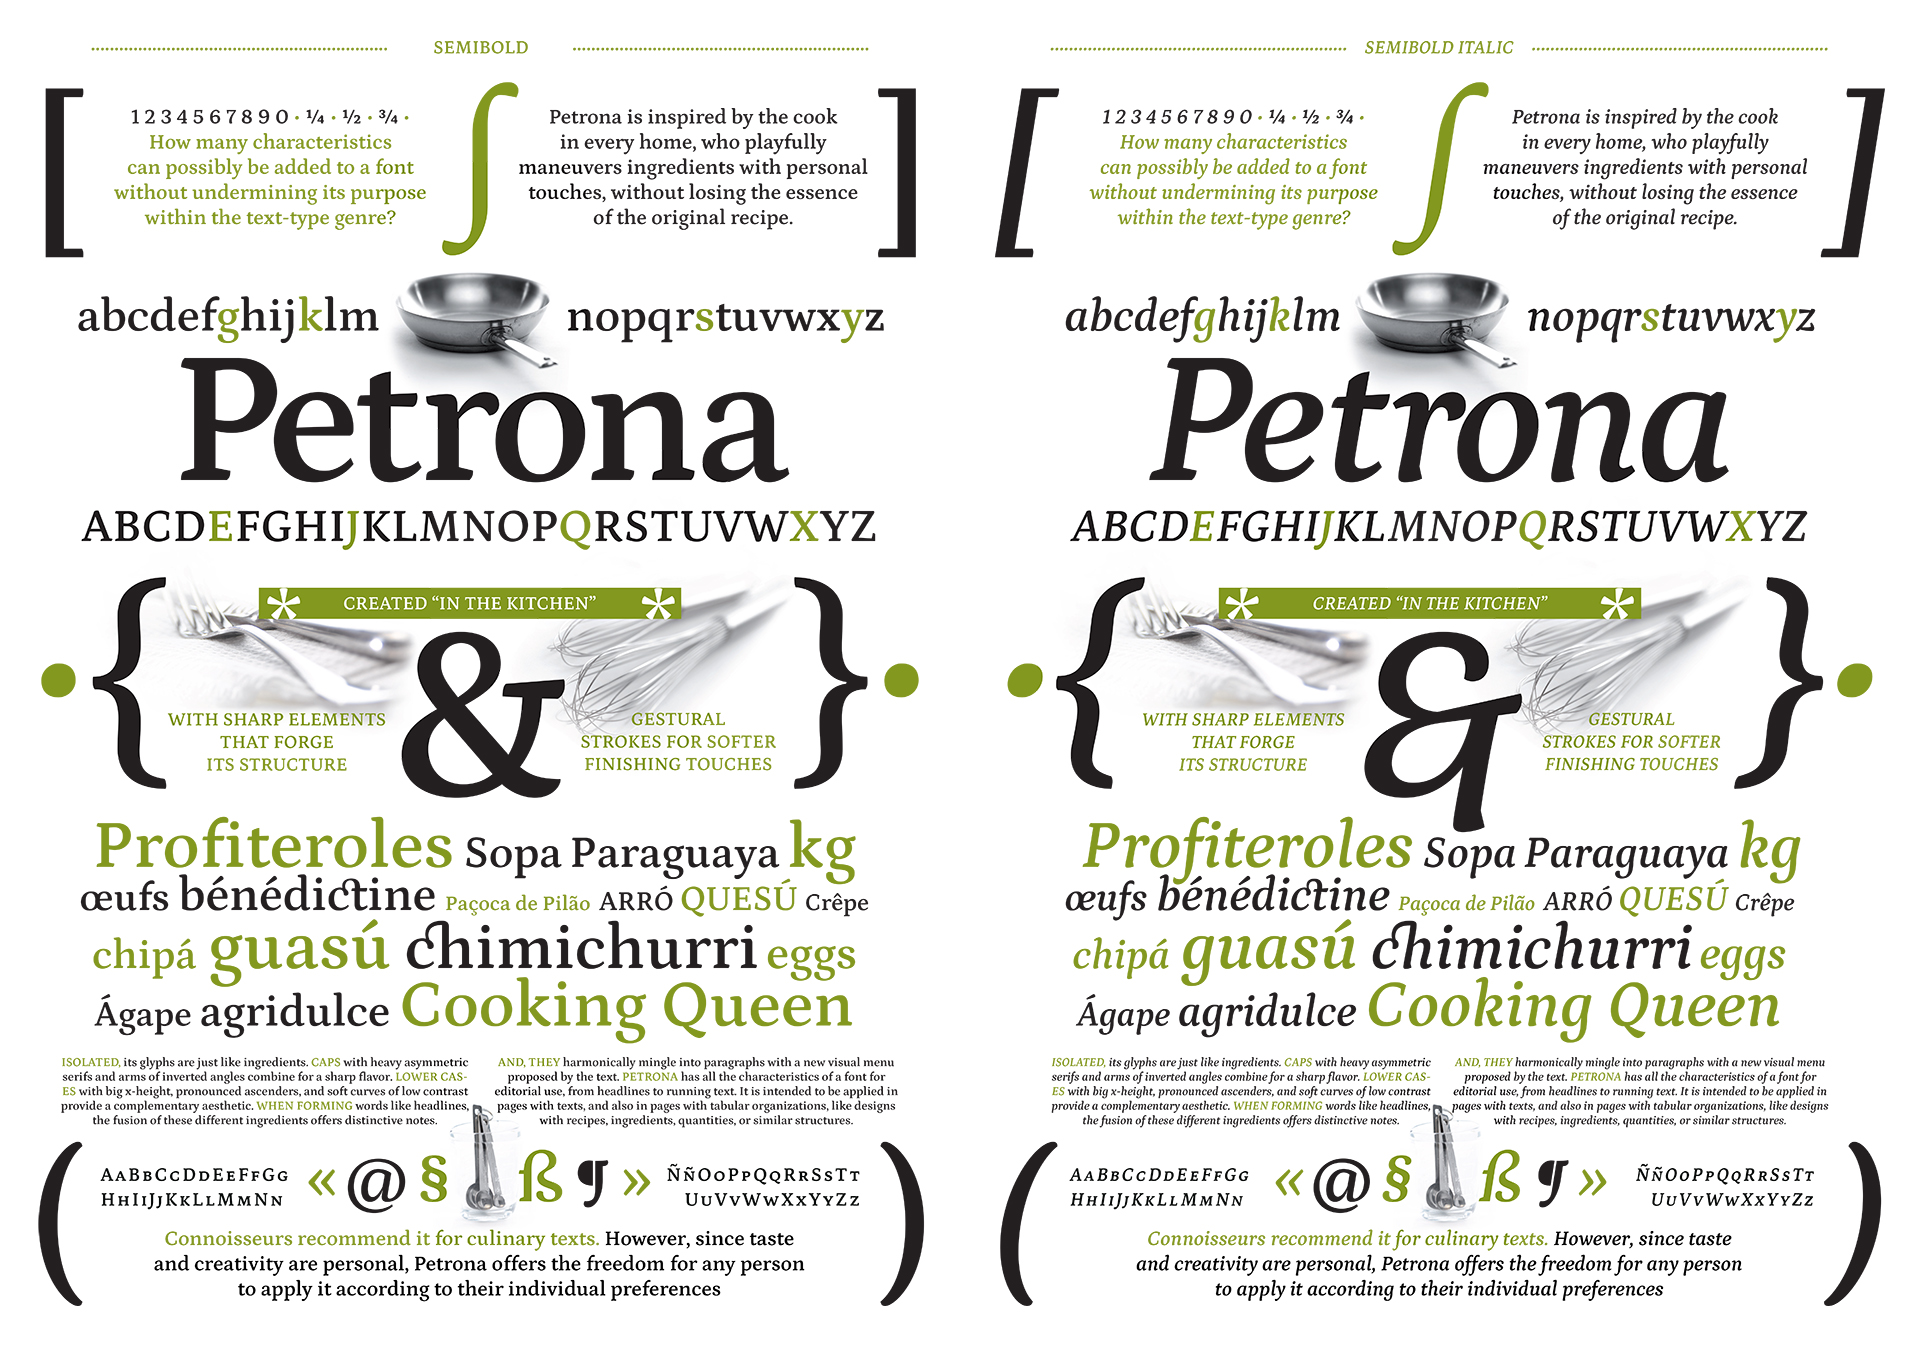 SEMIBOLD
[
1 2 3 4 5 6 7 8 9 0 · ¼ · ½ · ¾ ·
How many characteristics
can possibly be added to a font
without undermining its purpose
within the text-type genre?
∫
Petrona is inspired by the cook
in every home, who playfully
maneuvers ingredients with personal
touches, without losing the essence
of the original recipe.
]
abcdefghijklm nopqrstuvwxyz
Petrona
ABCDEFGHIJKLMNOPQRSTUVWXYZ
* CREATED “IN THE KITCHEN” *
· { & } ·
WITH SHARP ELEMENTS
THAT FORGE
ITS STRUCTURE
GESTURAL
STROKES FOR SOFTER
FINISHING TOUCHES
Profiteroles Sopa Paraguaya kg
œufs bénédictine Paçoca de Pilão ARRÓ QUESÚ Crêpe
chipá guasú chimichurri eggs
Ágape agridulce Cooking Queen
ISOLATED, its glyphs are just like ingredients. CAPS with heavy asymmetric
serifs and arms of inverted angles combine for a sharp flavor. LOWER CAS-
ES with big x-height, pronounced ascenders, and soft curves of low contrast
provide a complementary aesthetic. WHEN FORMING words like headlines,
the fusion of these different ingredients offers distinctive notes.
AND, THEY harmonically mingle into paragraphs with a new visual menu
proposed by the text. PETRONA has all the characteristics of a font for
editorial use, from headlines to running text. It is intended to be applied in
pages with texts, and also in pages with tabular organizations, like designs
with recipes, ingredients, quantities, or similar structures.
(
AABBCCDDEEFFGG
HHIIJJKKLLMMNN
« @ § ß ¶ »
ÑñOOPPQQRRSSTT
UUVVWWXXYYZZ
)
Connoisseurs recommend it for culinary texts. However, since taste
and creativity are personal, Petrona offers the freedom for any person
to apply it according to their individual preferences
SEMIBOLD ITALIC
[
1 2 3 4 5 6 7 8 9 0 · ¼ · ½ · ¾ ·
How many characteristics
can possibly be added to a font
without undermining its purpose
within the text-type genre?
∫
Petrona is inspired by the cook
in every home, who playfully
maneuvers ingredients with personal
touches, without losing the essence
of the original recipe.
]
abcdefghijklm nopqrstuvwxyz
Petrona
ABCDEFGHIJKLMNOPQRSTUVWXYZ
* CREATED “IN THE KITCHEN” *
· { & } ·
WITH SHARP ELEMENTS
THAT FORGE
ITS STRUCTURE
GESTURAL
STROKES FOR SOFTER
FINISHING TOUCHES
Profiteroles Sopa Paraguaya kg
œufs bénédictine Paçoca de Pilão ARRÓ QUESÚ Crêpe
chipá guasú chimichurri eggs
Ágape agridulce Cooking Queen
ISOLATED, its glyphs are just like ingredients. CAPS with heavy asymmetric
serifs and arms of inverted angles combine for a sharp flavor. LOWER CAS-
ES with big x-height, pronounced ascenders, and soft curves of low contrast
provide a complementary aesthetic. WHEN FORMING words like headlines,
the fusion of these different ingredients offers distinctive notes.
AND, THEY harmonically mingle into paragraphs with a new visual menu
proposed by the text. PETRONA has all the characteristics of a font for
editorial use, from headlines to running text. It is intended to be applied in
pages with texts, and also in pages with tabular organizations, like designs
with recipes, ingredients, quantities, or similar structures.
(
AABBCCDDEEFFGG
HHIIJJKKLLMMNN
« @ § ß ¶ »
ÑñOOPPQQRRSSTT
UUVVWWXXYYZZ
)
Connoisseurs recommend it for culinary texts. However, since taste
and creativity are personal, Petrona offers the freedom for any person
to apply it according to their individual preferences